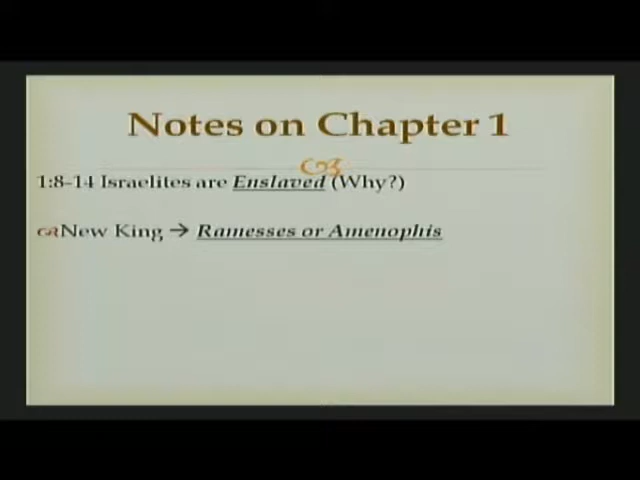 Notes on Chapter 1
1:8-14 Israelites are Enslaved (Why?)
New King → Ramesses or Amenophis